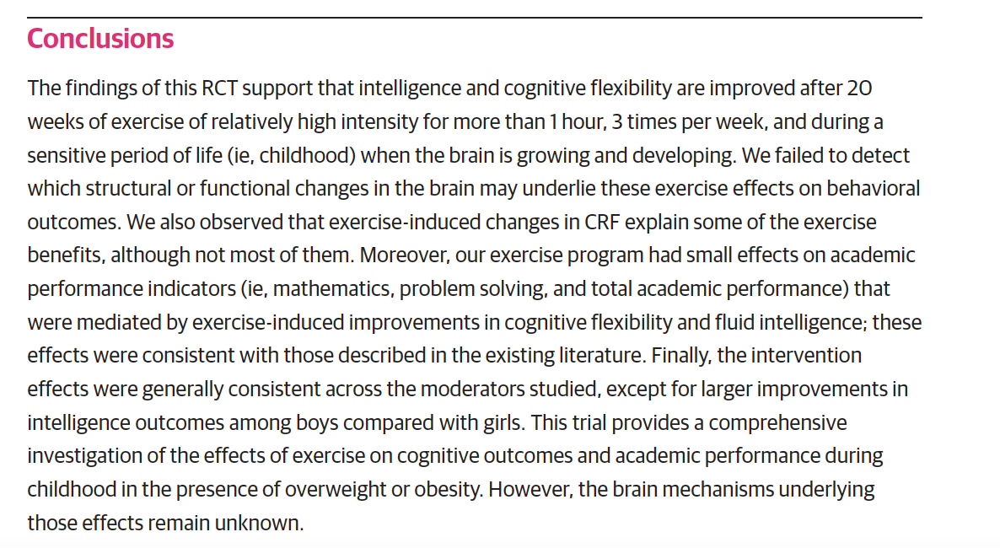 Conclusions
The findings of this RCT support that intelligence and cognitive flexibility are improved after 20
weeks of exercise of relatively high intensity for more than 1 hour, 3 times per week, and during a
sensitive period of life (ie, childhood) when the brain is growing and developing. We failed to detect
which structural or functional changes in the brain may underlie these exercise effects on behavioral
outcomes. We also observed that exercise-induced changes in CRF explain some of the exercise
benefits, although not most of them. Moreover, our exercise program had small effects on academic
performance indicators (ie, mathematics, problem solving, and total academic performance) that
were mediated by exercise-induced improvements in cognitive flexibility and fluid intelligence; these
effects were consistent with those described in the existing literature. Finally, the intervention
effects were generally consistent across the moderators studied, except for larger improvements in
intelligence outcomes among boys compared with girls. This trial provides a comprehensive
investigation of the effects of exercise on cognitive outcomes and academic performance during
childhood in the presence of overweight or obesity. However, the brain mechanisms underlying
those effects remain unknown.